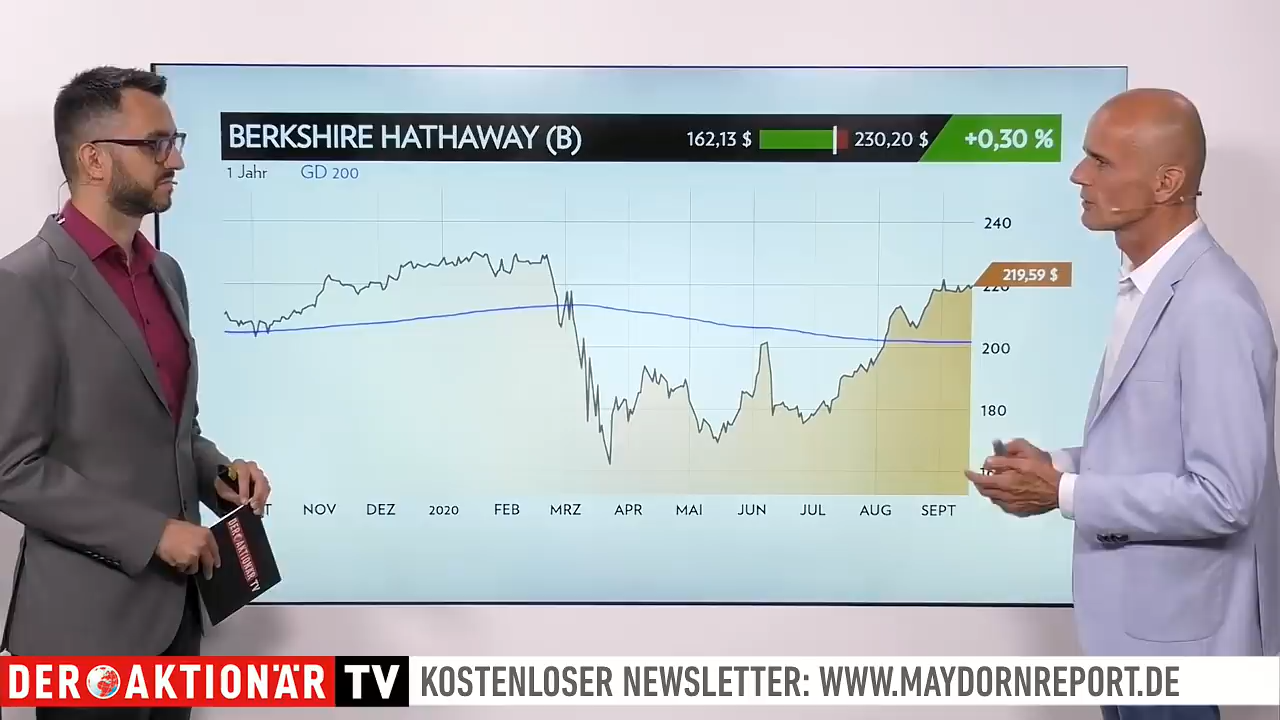 BERKSHIRE HATHAWAY (B) 162,13 $ 230,20 $ +0,30 %
1 Jahr GD 200
240
219,59 $
220
200
180
NOV DEZ 2020 FEB MRZ APR MAI JUN JUL AUG SEPT
DER AKTIONÄR TV
DER AKTIONÄR TV KOSTENLOSER NEWSLETTER: WWW.MAYDORNREPORT.DE